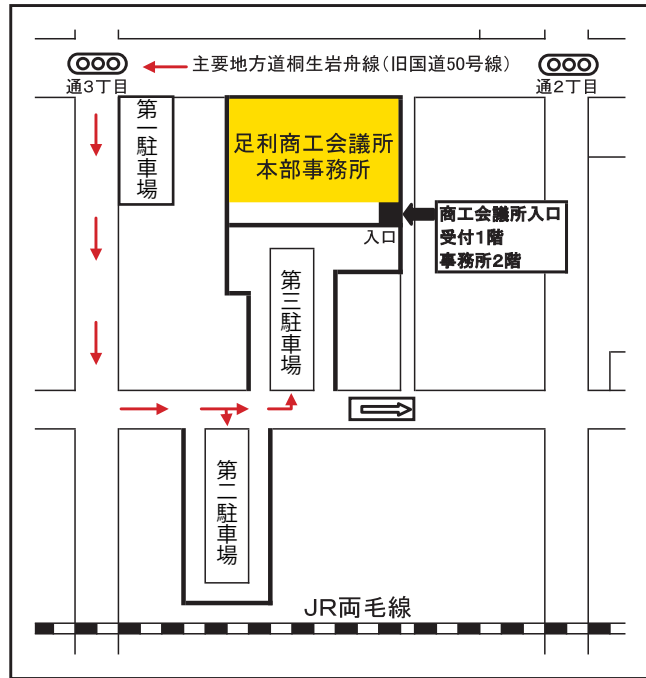 主要地方道桐生岩舟線(旧国道50号線)
通3丁目
通2丁目
第一駐車場
足利商工会議所
本部事務所
商工会議所入口
受付1階
事務所2階
入口
第三駐車場
第二駐車場
JR両毛線